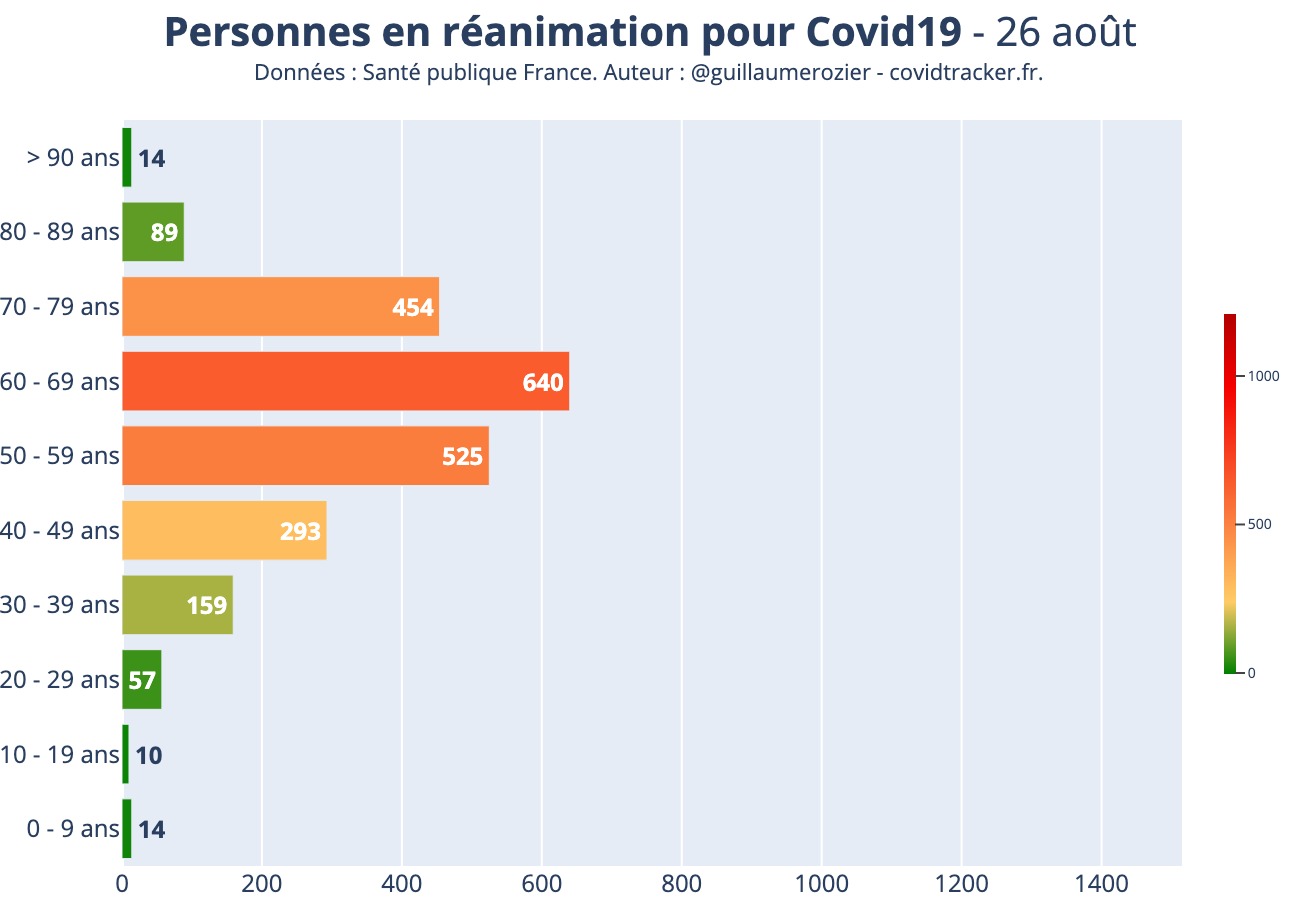 Personnes en réanimation pour Covid19 - 26 août
Données : Santé publique France. Auteur : @guillaumerozier - covidtracker.fr.
> 90 ans 14
80 - 89 ans 89
70 - 79 ans 454
60 - 69 ans 640
50 - 59 ans 525
40 - 49 ans 293
30 - 39 ans 159
20 - 29 ans 57
10 - 19 ans 10
0 - 9 ans 14
0 200 400 600 800 1000 1200 1400
1000
500
0